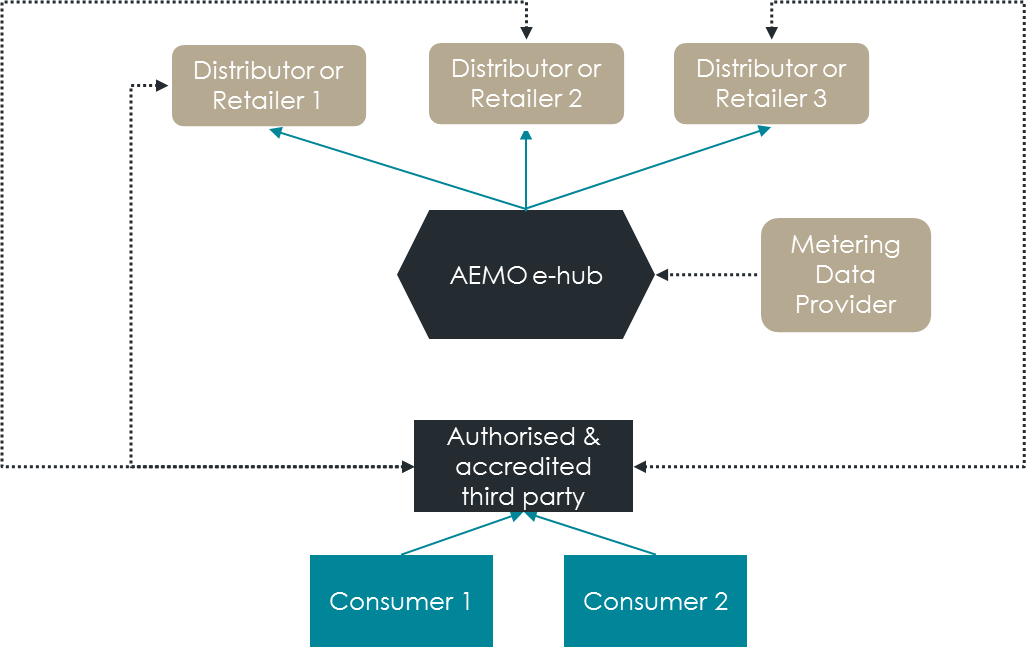 Distributor or
Retailer 1
Distributor or
Retailer 2
Distributor or
Retailer 3
AEMO e-hub
Metering
Data
Provider
Authorised &
accredited
third party
Consumer 1
Consumer 2